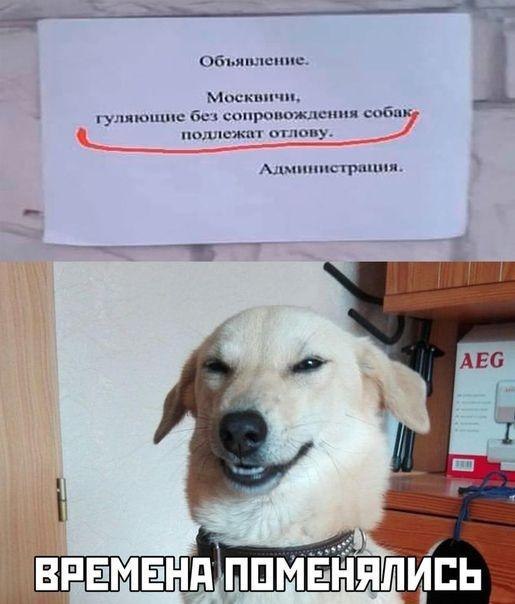 Объявление.
Москвичи,
гуляющие без сопровождения собак,
подлежат отлову.
Администрация.
AEG
ВРЕМЕНА ПОМЕНЯЛИСЬ